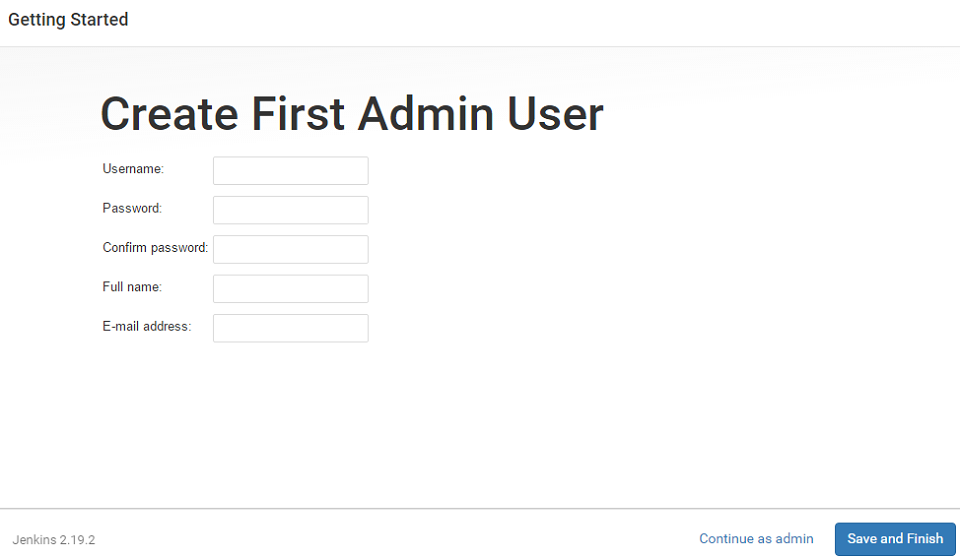 Getting Started
Create First Admin User
Username:
Password:
Confirm password:
Full name:
E-mail address:
Jenkins 2.19.2
Continue as admin
Save and Finish